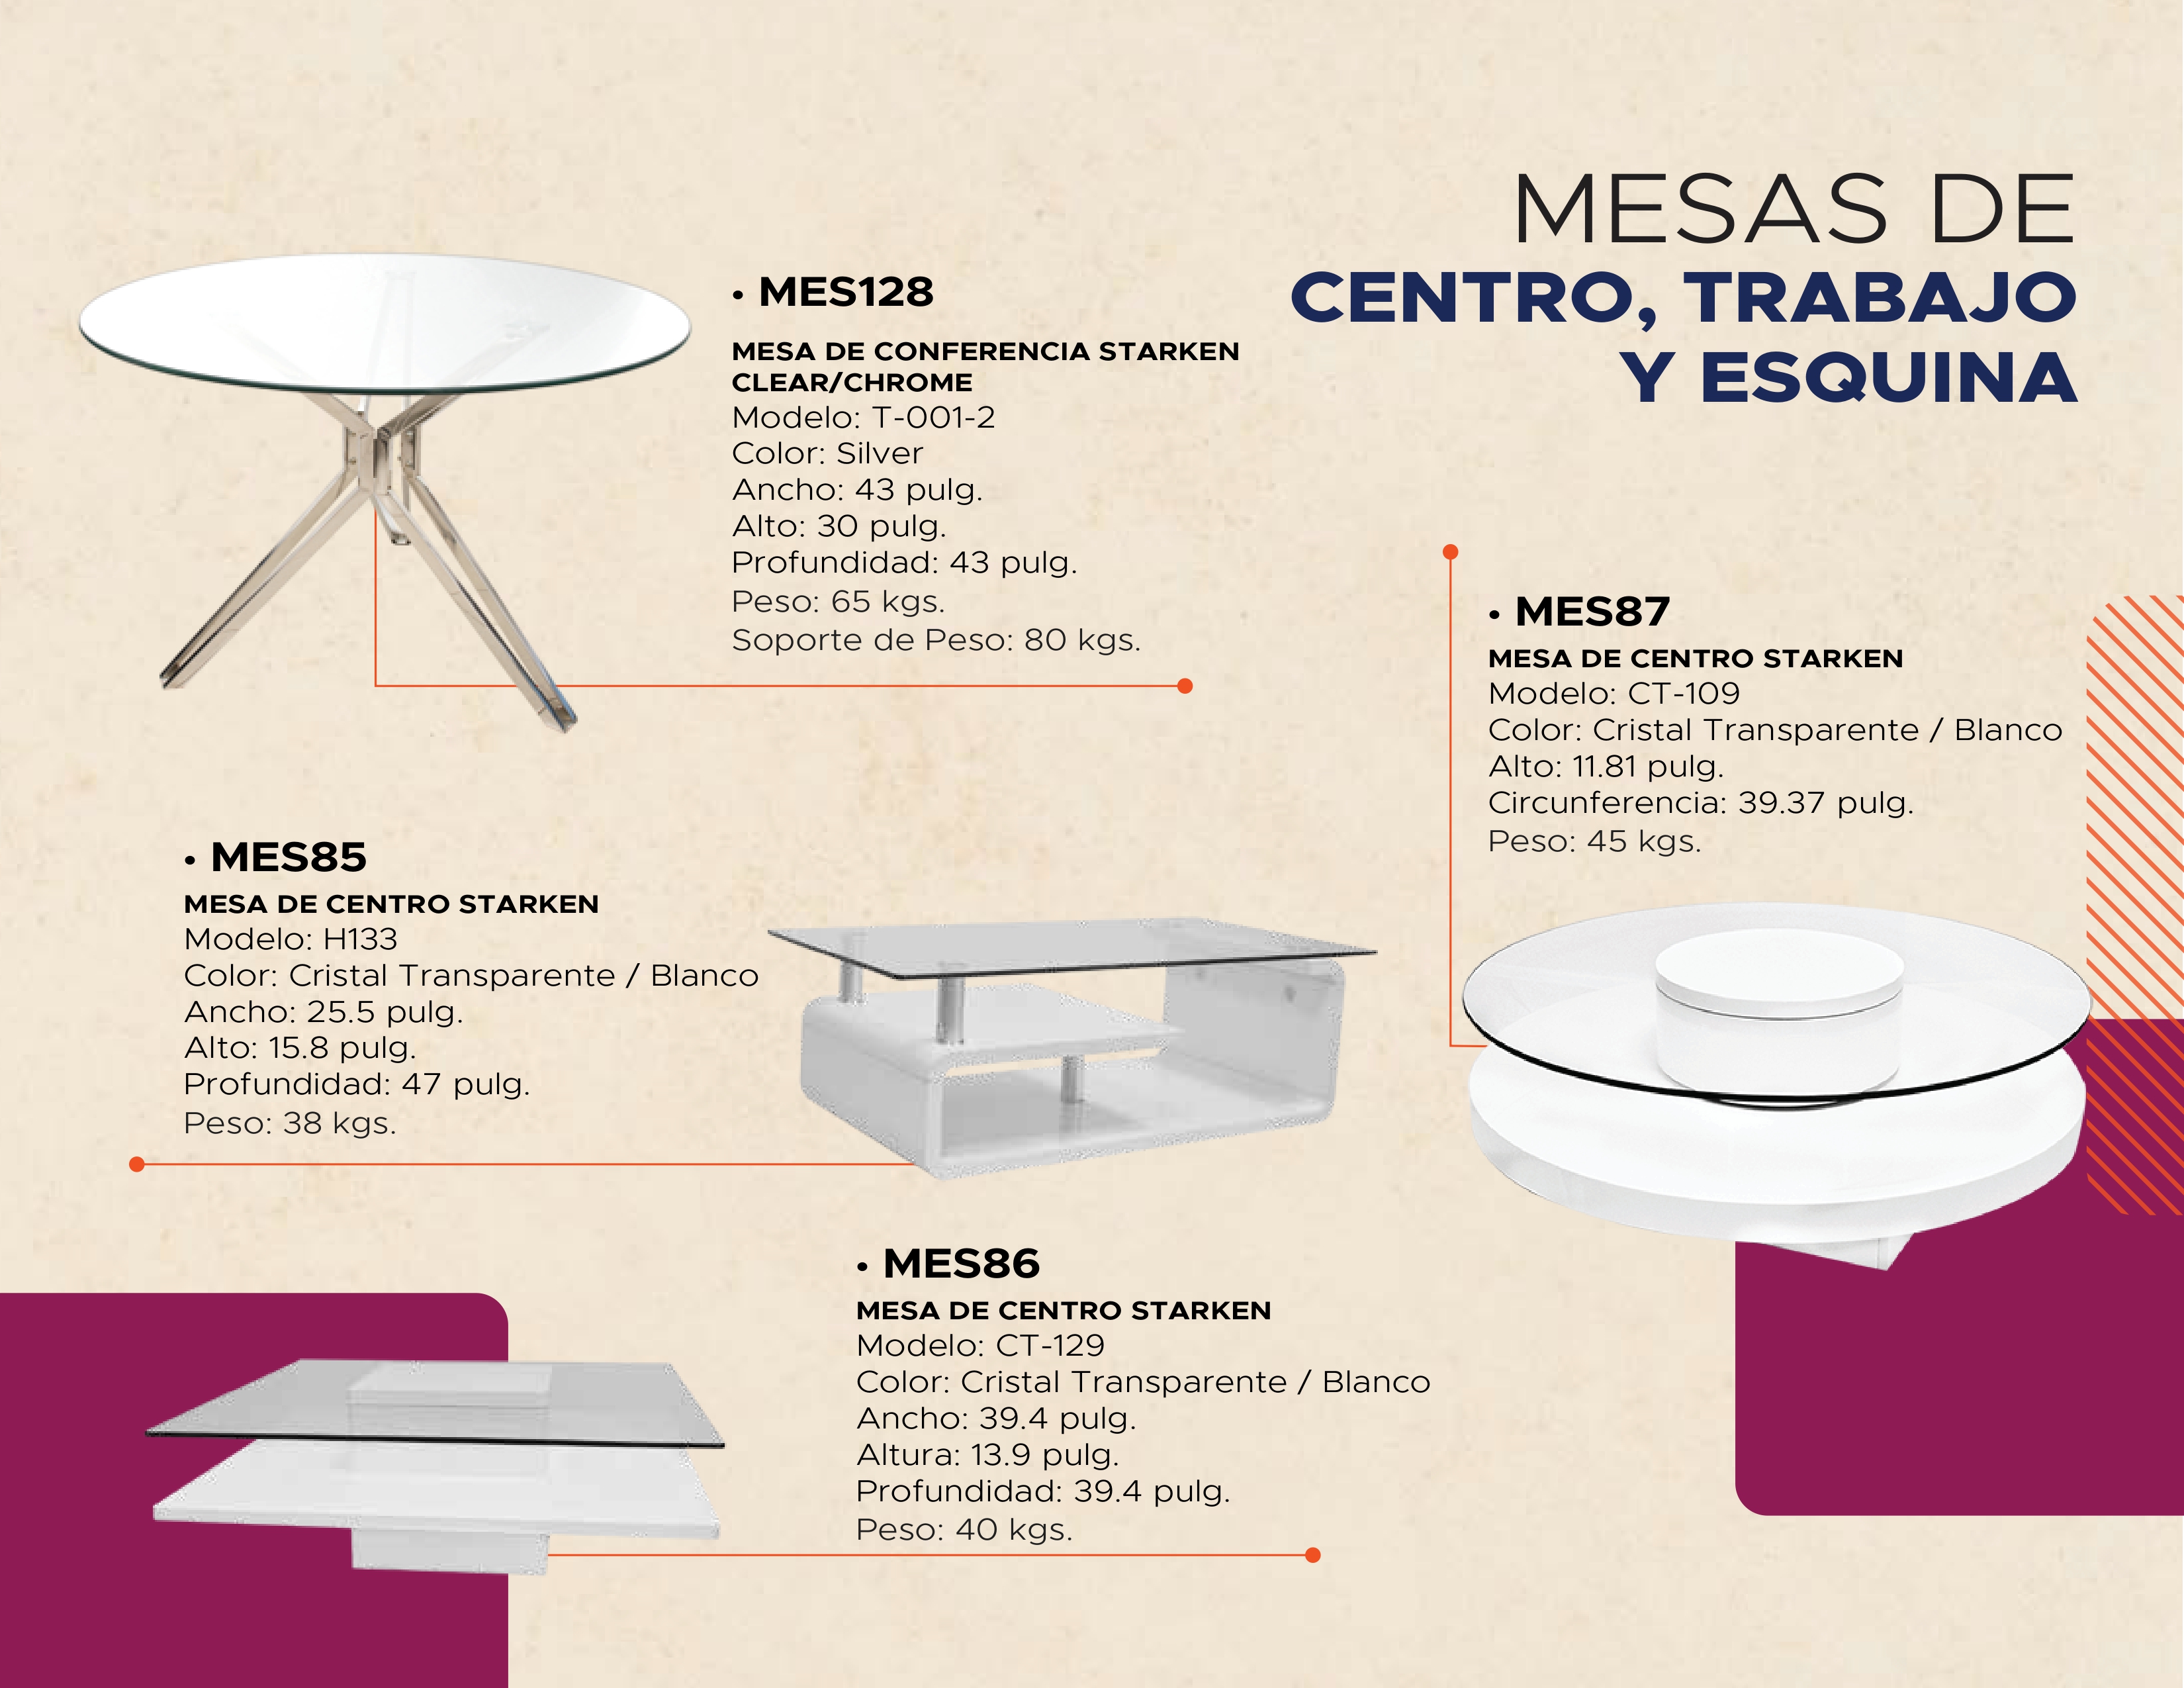 MESAS DE
CENTRO, TRABAJO
Y ESQUINA
• MES128
MESA DE CONFERENCIA STARKEN
CLEAR/CHROME
Modelo: T-001-2
Color: Silver
Ancho: 43 pulg.
Alto: 30 pulg.
Profundidad: 43 pulg.
Peso: 65 kgs.
Soporte de Peso: 80 kgs.
• MES87
MESA DE CENTRO STARKEN
Modelo: CT-109
Color: Cristal Transparente / Blanco
Alto: 11.81 pulg.
Circunferencia: 39.37 pulg.
Peso: 45 kgs.
• MES85
MESA DE CENTRO STARKEN
Modelo: H133
Color: Cristal Transparente / Blanco
Ancho: 25.5 pulg.
Alto: 15.8 pulg.
Profundidad: 47 pulg.
Peso: 38 kgs.
• MES86
MESA DE CENTRO STARKEN
Modelo: CT-129
Color: Cristal Transparente / Blanco
Ancho: 39.4 pulg.
Altura: 13.9 pulg.
Profundidad: 39.4 pulg.
Peso: 40 kgs.